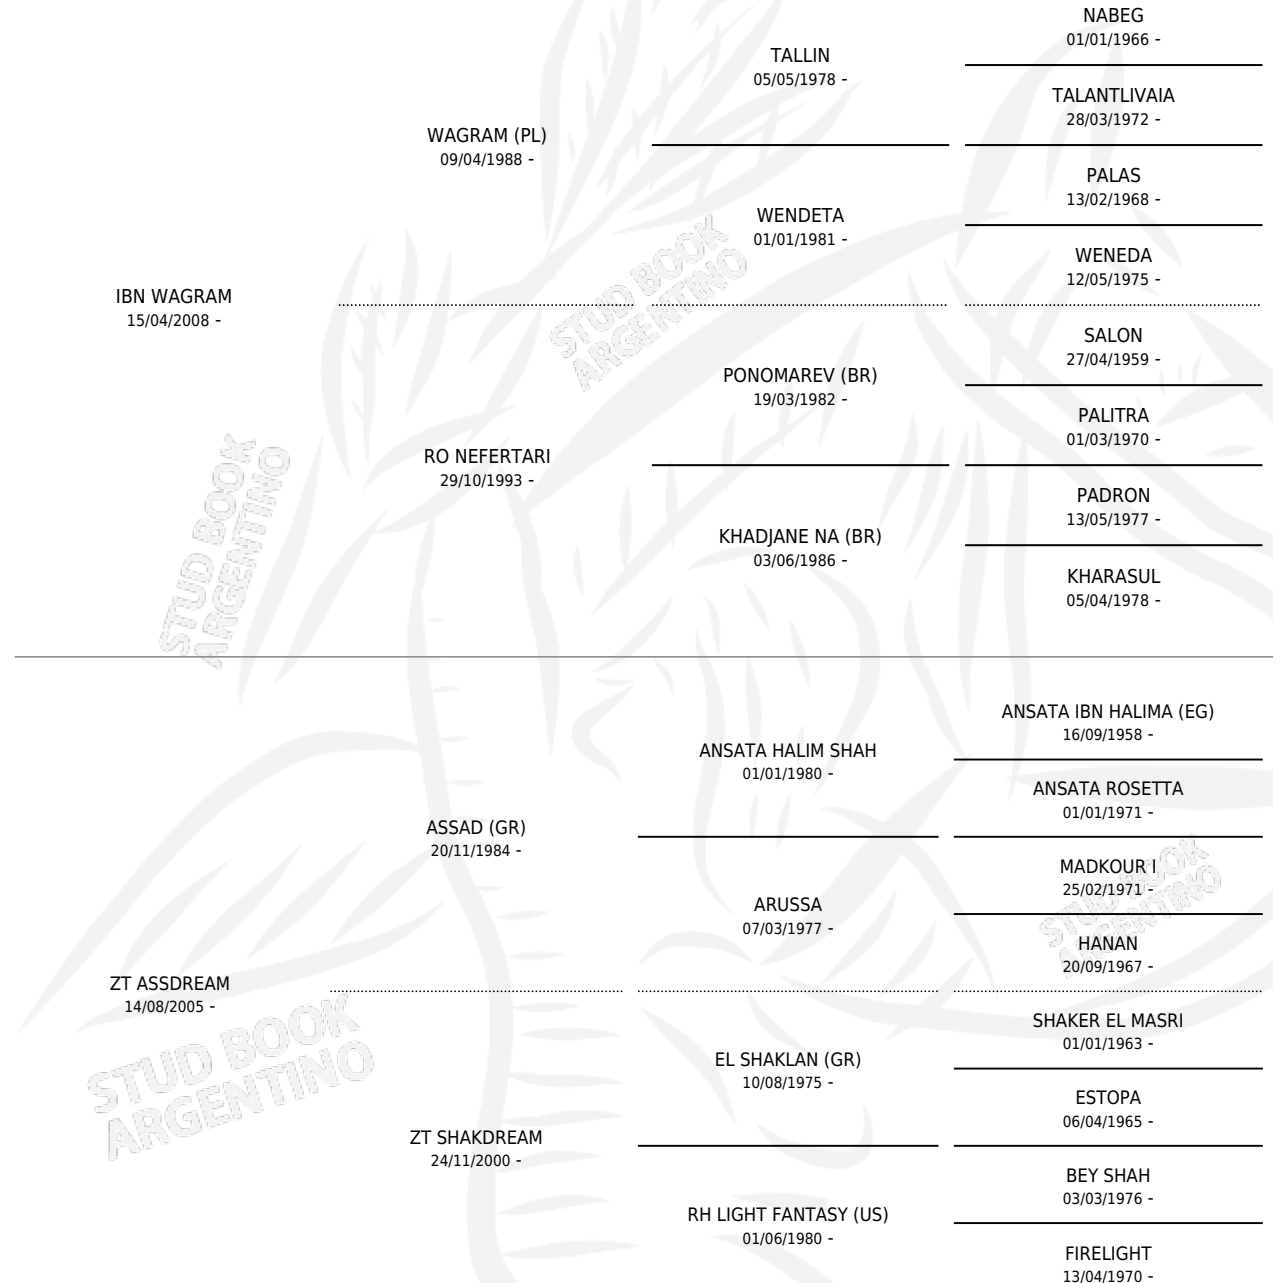 NABEG
01/01/1966 -
TALLIN
05/05/1978 -
TALANTLIVAIA
28/03/1972 -
WAGRAM (PL)
09/04/1988 -
PALAS
13/02/1968 -
WENDETA
01/01/1981 -
WENEDA
12/05/1975 -
IBN WAGRAM
15/04/2008 -
SALON
27/04/1959 -
PONOMAREV (BR)
19/03/1982 -
PALITRA
01/03/1970 -
RO NEFERTARI
29/10/1993 -
PADRON
13/05/1977 -
KHADJANE NA (BR)
03/06/1986 -
KHARASUL
05/04/1978 -
STUD BOOK
ARGENTINO
STUD BOOK
ARGENTINO
ANSATA IBN HALIMA (EG)
16/09/1958 -
ANSATA HALIM SHAH
01/01/1980 -
ANSATA ROSETTA
01/01/1971 -
ASSAD (GR)
20/11/1984 -
MADKOUR I
25/02/1971 -
ARUSSA
07/03/1977 -
HANAN
20/09/1967 -
STUD BOOK
ARGENTINO
ZT ASSDREAM
14/08/2005 -
SHAKER EL MASRI
01/01/1963 -
EL SHAKLAN (GR)
10/08/1975 -
ESTOPA
06/04/1965 -
ZT SHAKDREAM
24/11/2000 -
BEY SHAH
03/03/1976 -
RH LIGHT FANTASY (US)
01/06/1980 -
FIRELIGHT
13/04/1970 -
STUD BOOK
ARGENTINO